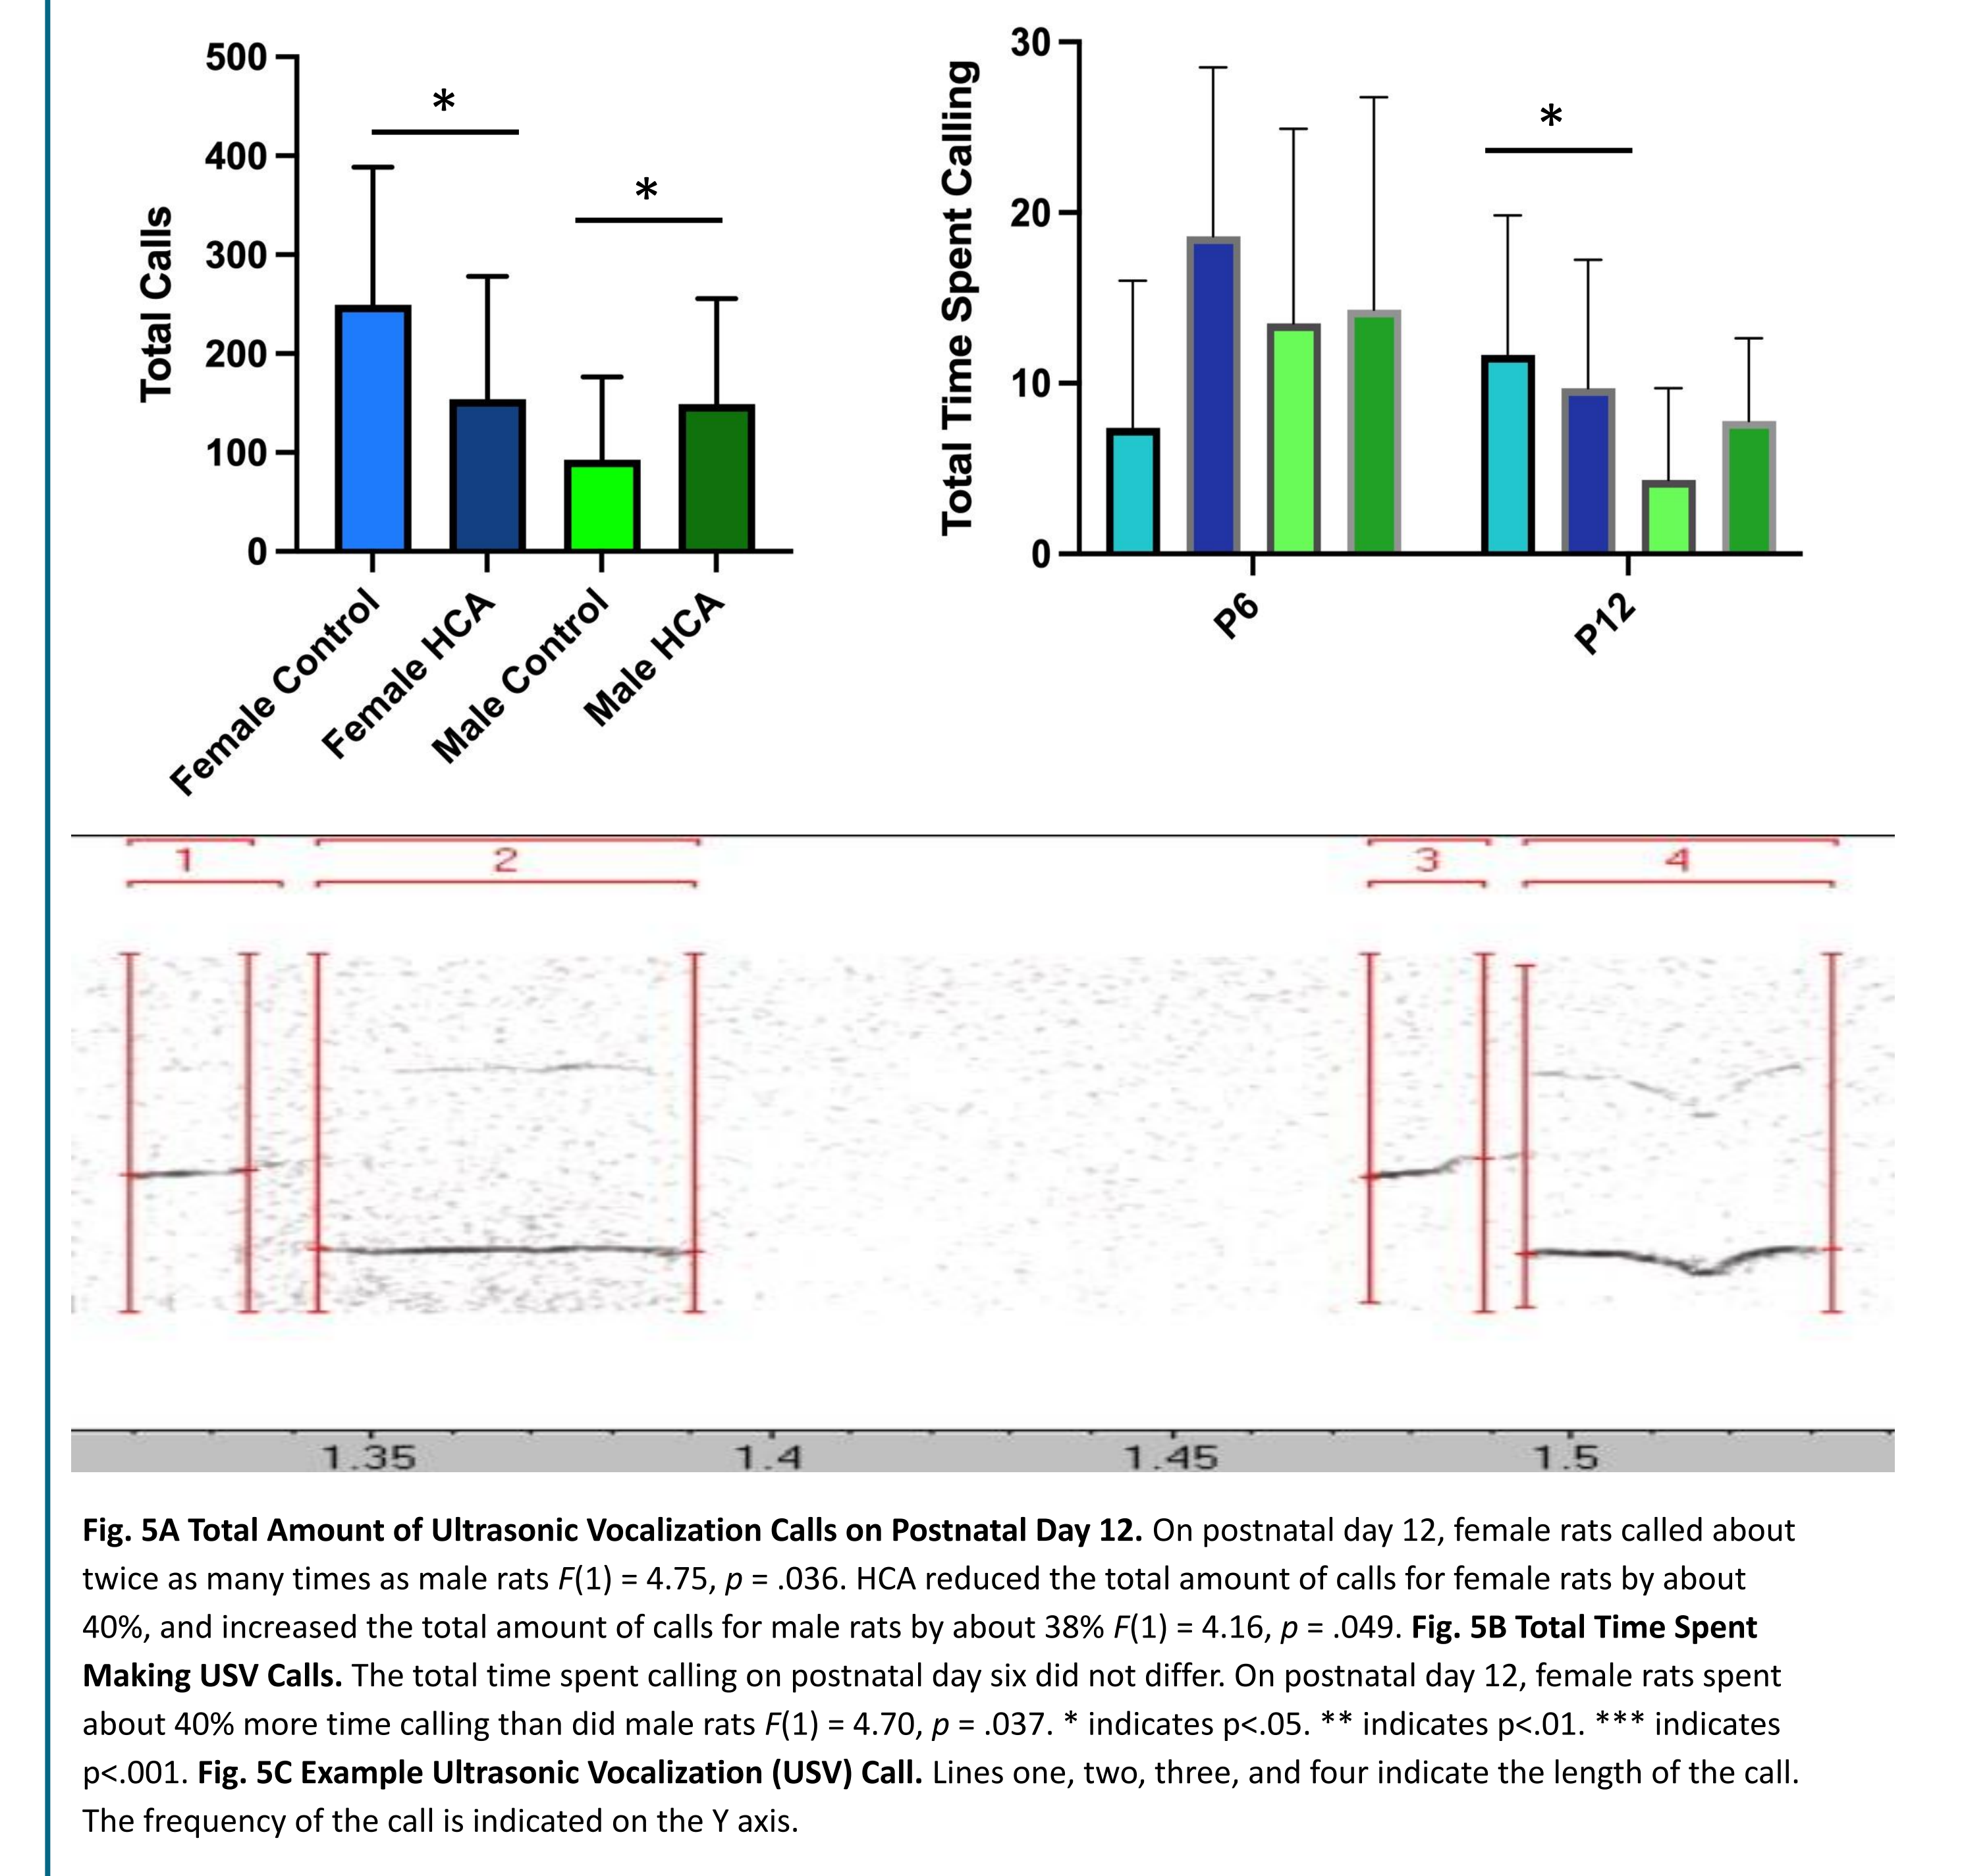 500
400
300
200
100
0
Total Calls
*
*
Female Control
Female HCA
Male Control
Male HCA
30
20
10
0
Total Time Spent Calling
*
P6
P12
1
2
3
4
1.35
1.4
1.45
1.5
Fig. 5A Total Amount of Ultrasonic Vocalization Calls on Postnatal Day 12. On postnatal day 12, female rats called about
twice as many times as male rats F(1) = 4.75, p = .036. HCA reduced the total amount of calls for female rats by about
40%, and increased the total amount of calls for male rats by about 38% F(1) = 4.16, p = .049. Fig. 5B Total Time Spent
Making USV Calls. The total time spent calling on postnatal day six did not differ. On postnatal day 12, female rats spent
about 40% more time calling than did male rats F(1) = 4.70, p = .037. * indicates p<.05. ** indicates p<.01. *** indicates
p<.001. Fig. 5C Example Ultrasonic Vocalization (USV) Call. Lines one, two, three, and four indicate the length of the call.
The frequency of the call is indicated on the Y axis.